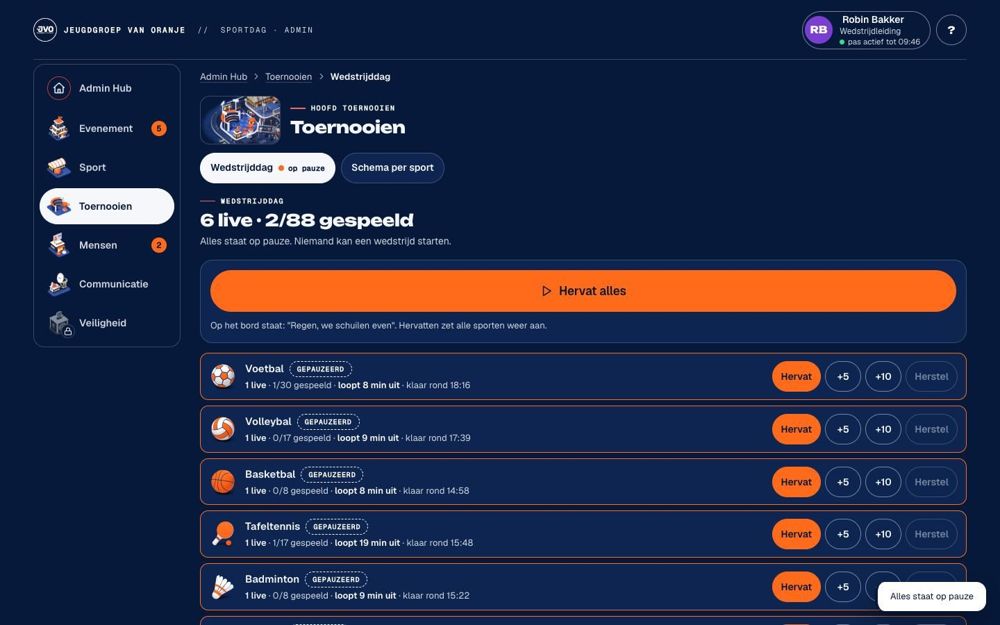 JVO JEUGDGROEP VAN ORANJE // SPORTDAG · ADMIN
RB Robin Bakker
Wedstrijdleiding
pas actief tot 09:46
?
Admin Hub
Evenement 5
Sport
Toernooien
Mensen 2
Communicatie
Veiligheid
Admin Hub > Toernooien > Wedstrijddag
HOOFD TOERNOOIEN
Toernooien
Wedstrijddag op pauze
Schema per sport
WEDSTRIJDDAG
6 live · 2/88 gespeeld
Alles staat op pauze. Niemand kan een wedstrijd starten.
Hervat alles
Op het bord staat: "Regen, we schuilen even". Hervatten zet alle sporten weer aan.
Voetbal GEPAUZEERD
1 live · 1/30 gespeeld · loopt 8 min uit · klaar rond 18:16
Hervat +5 +10 Herstel
Volleybal GEPAUZEERD
1 live · 0/17 gespeeld · loopt 9 min uit · klaar rond 17:39
Hervat +5 +10 Herstel
Basketbal GEPAUZEERD
1 live · 0/8 gespeeld · loopt 8 min uit · klaar rond 14:58
Hervat +5 +10 Herstel
Tafeltennis GEPAUZEERD
1 live · 1/17 gespeeld · loopt 19 min uit · klaar rond 15:48
Hervat +5 +10 Herstel
Badminton GEPAUZEERD
1 live · 0/8 gespeeld · loopt 9 min uit · klaar rond 15:22
Hervat +5
Alles staat op pauze